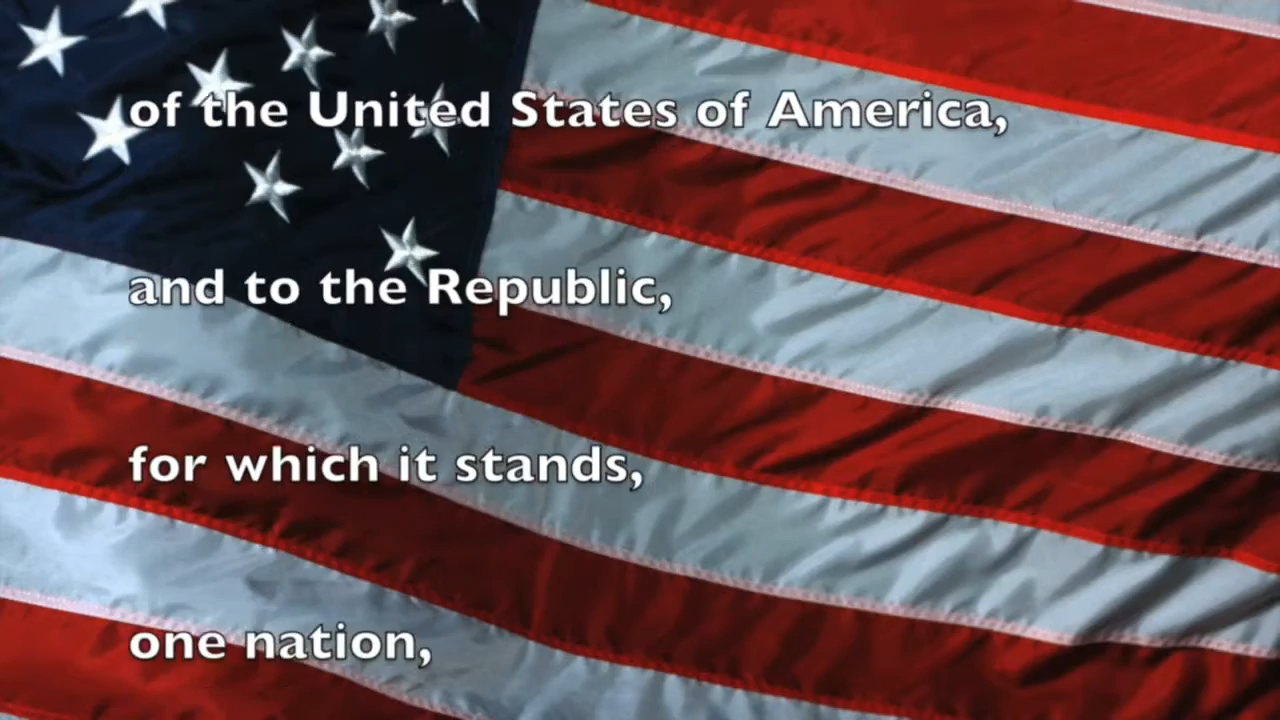 of the United States of America,
and to the Republic,
for which it stands,
one nation,